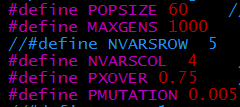 #define POPSIZE 60 /
#define MAXGENS 1000
//#define NVARSROW 5
#define NVARSCOL 4
#define PXOVER 0.75
#define PMUTATION 0.005